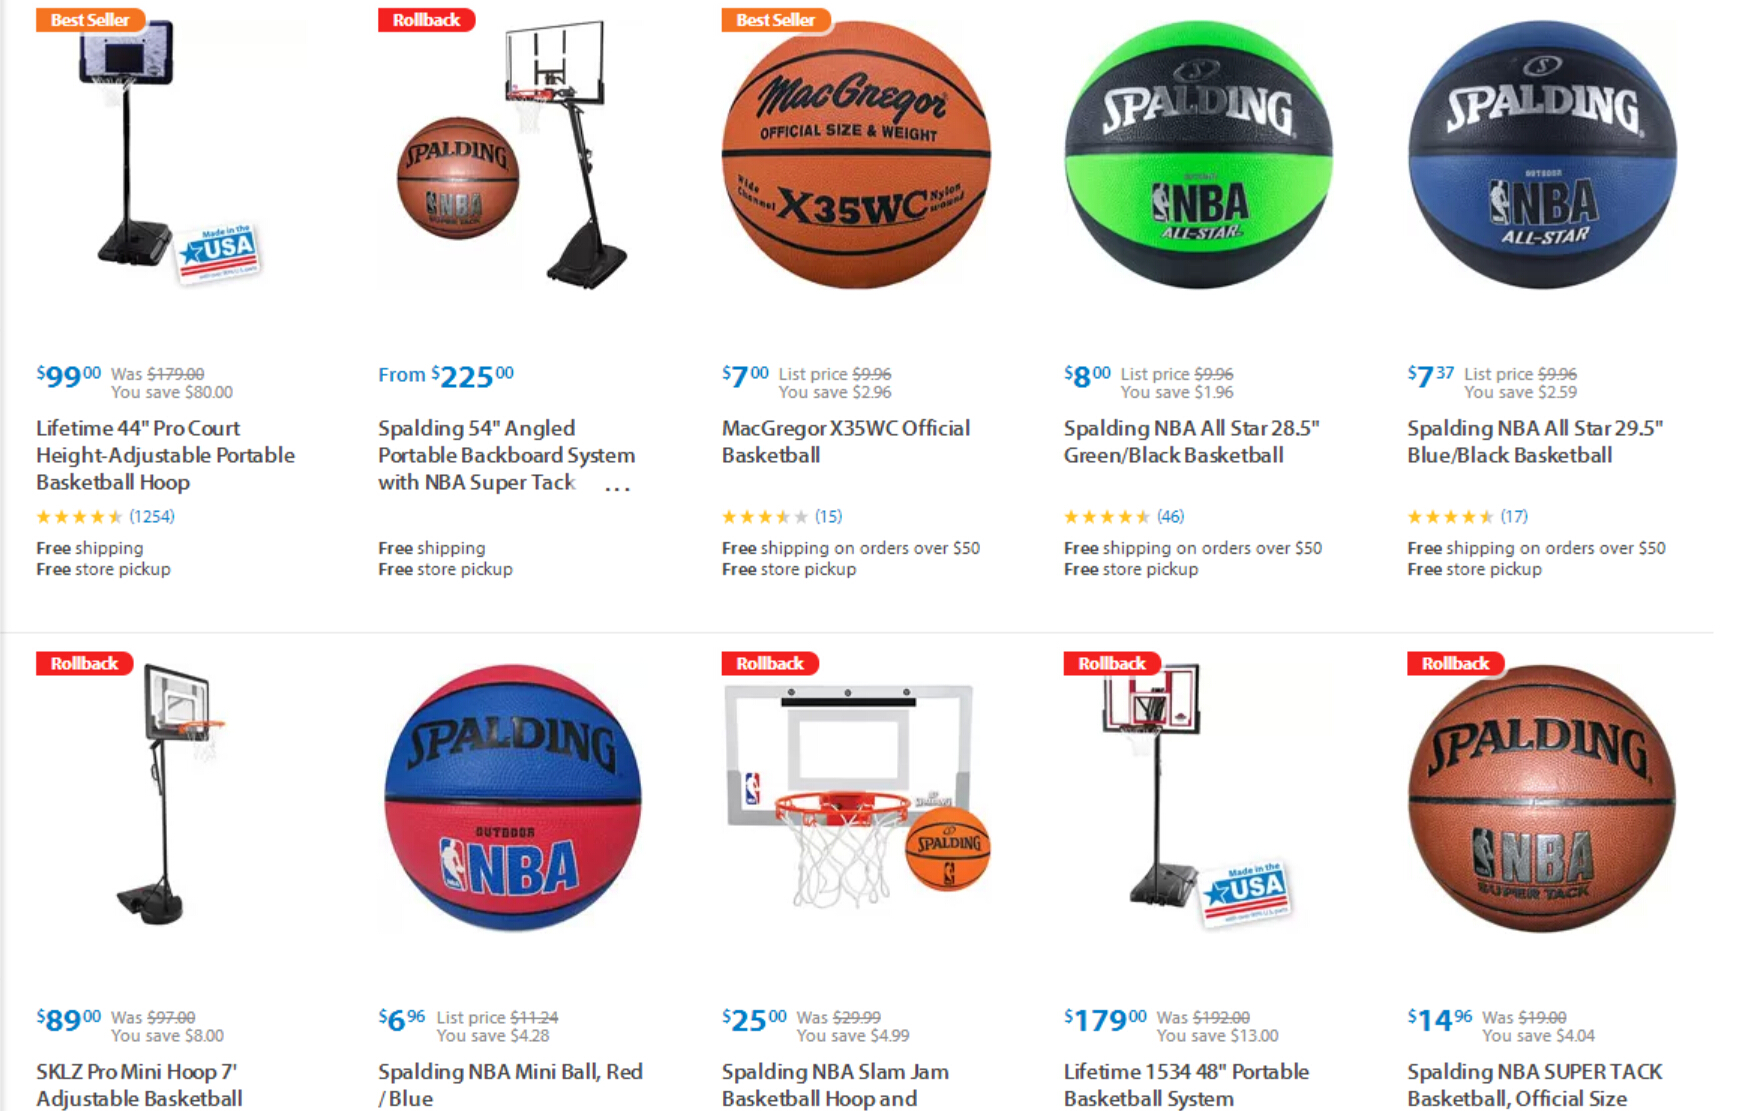 Best Seller
Made in the
USA
$99.00 Was $179.00
You save $80.00
Lifetime 44" Pro Court
Height-Adjustable Portable
Basketball Hoop
(1254)
Free shipping
Free store pickup
Rollback
SPALDING
NBA
SUPER TACK
From $225.00
Spalding 54" Angled
Portable Backboard System
with NBA Super Tack ...
Free shipping
Free store pickup
Best Seller
MacGregor
OFFICIAL SIZE & WEIGHT
Wide Channel X35WC Nylon wound
$7.00 List price $9.96
You save $2.96
MacGregor X35WC Official
Basketball
(15)
Free shipping on orders over $50
Free store pickup
SPALDING
NBA
ALL-STAR
$8.00 List price $9.96
You save $1.96
Spalding NBA All Star 28.5"
Green/Black Basketball
(46)
Free shipping on orders over $50
Free store pickup
SPALDING
OUTDOOR
NBA
ALL-STAR
$7.37 List price $9.96
You save $2.59
Spalding NBA All Star 29.5"
Blue/Black Basketball
(17)
Free shipping on orders over $50
Free store pickup
$89.00 Was $97.00
You save $8.00
Rollback
SKLZ Pro Mini Hoop 7'
Adjustable Basketball
SPALDING
OUTDOOR
NBA
$6.96 List price $11.24
You save $4.28
Spalding NBA Mini Ball, Red
/ Blue
Rollback
SPALDING
$25.00 Was $29.99
You save $4.99
Spalding NBA Slam Jam
Basketball Hoop and
Rollback
Made in the
USA
$179.00 Was $192.00
You save $13.00
Lifetime 1534 48" Portable
Basketball System
Rollback
SPALDING
NBA
SUPER TACK
$14.96 Was $19.00
You save $4.04
Spalding NBA SUPER TACK
Basketball, Official Size